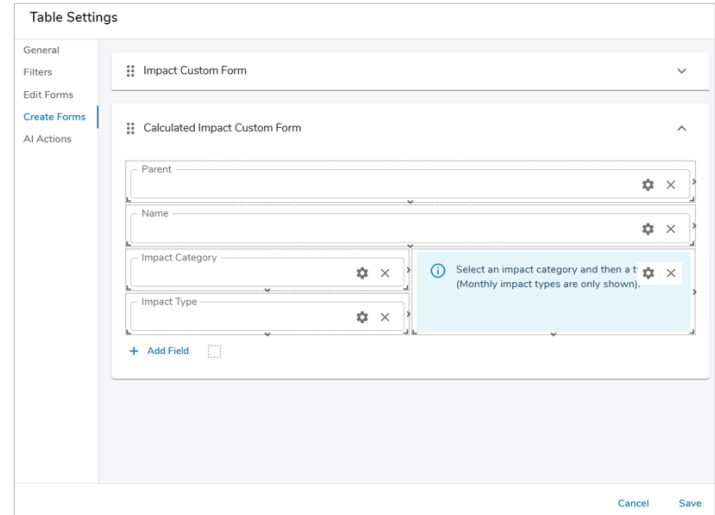 Table Settings
General
Filters
Edit Forms
Create Forms
AI Actions
Impact Custom Form
Calculated Impact Custom Form
Parent
Name
Impact Category
Impact Type
Select an impact category and then a t
(Monthly impact types are only shown).
+ Add Field
Cancel
Save